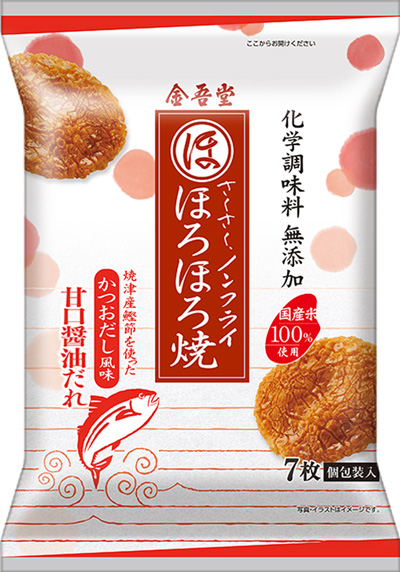 ここからお開けください
金吾堂
ほ
さくさく、ノンフライ
ほろほろ焼
化学調味料 無添加
国産米
100%
使用
焼津産鰹節を使った
かつおだし風味
甘口醤油だれ
7枚 個包装入
写真・イラストはイメージです。